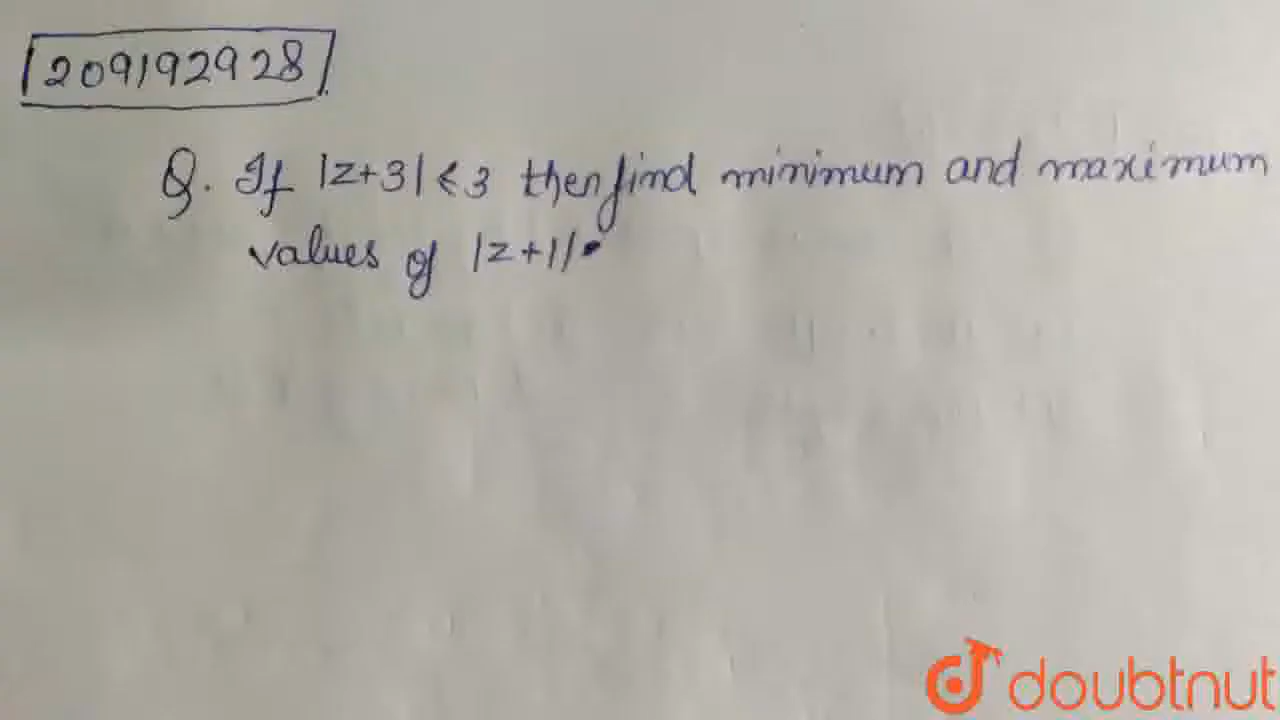 209192928
Q. If |z+3| < 3 then find minimum and maximum
values of |z+1|.
doubtnut